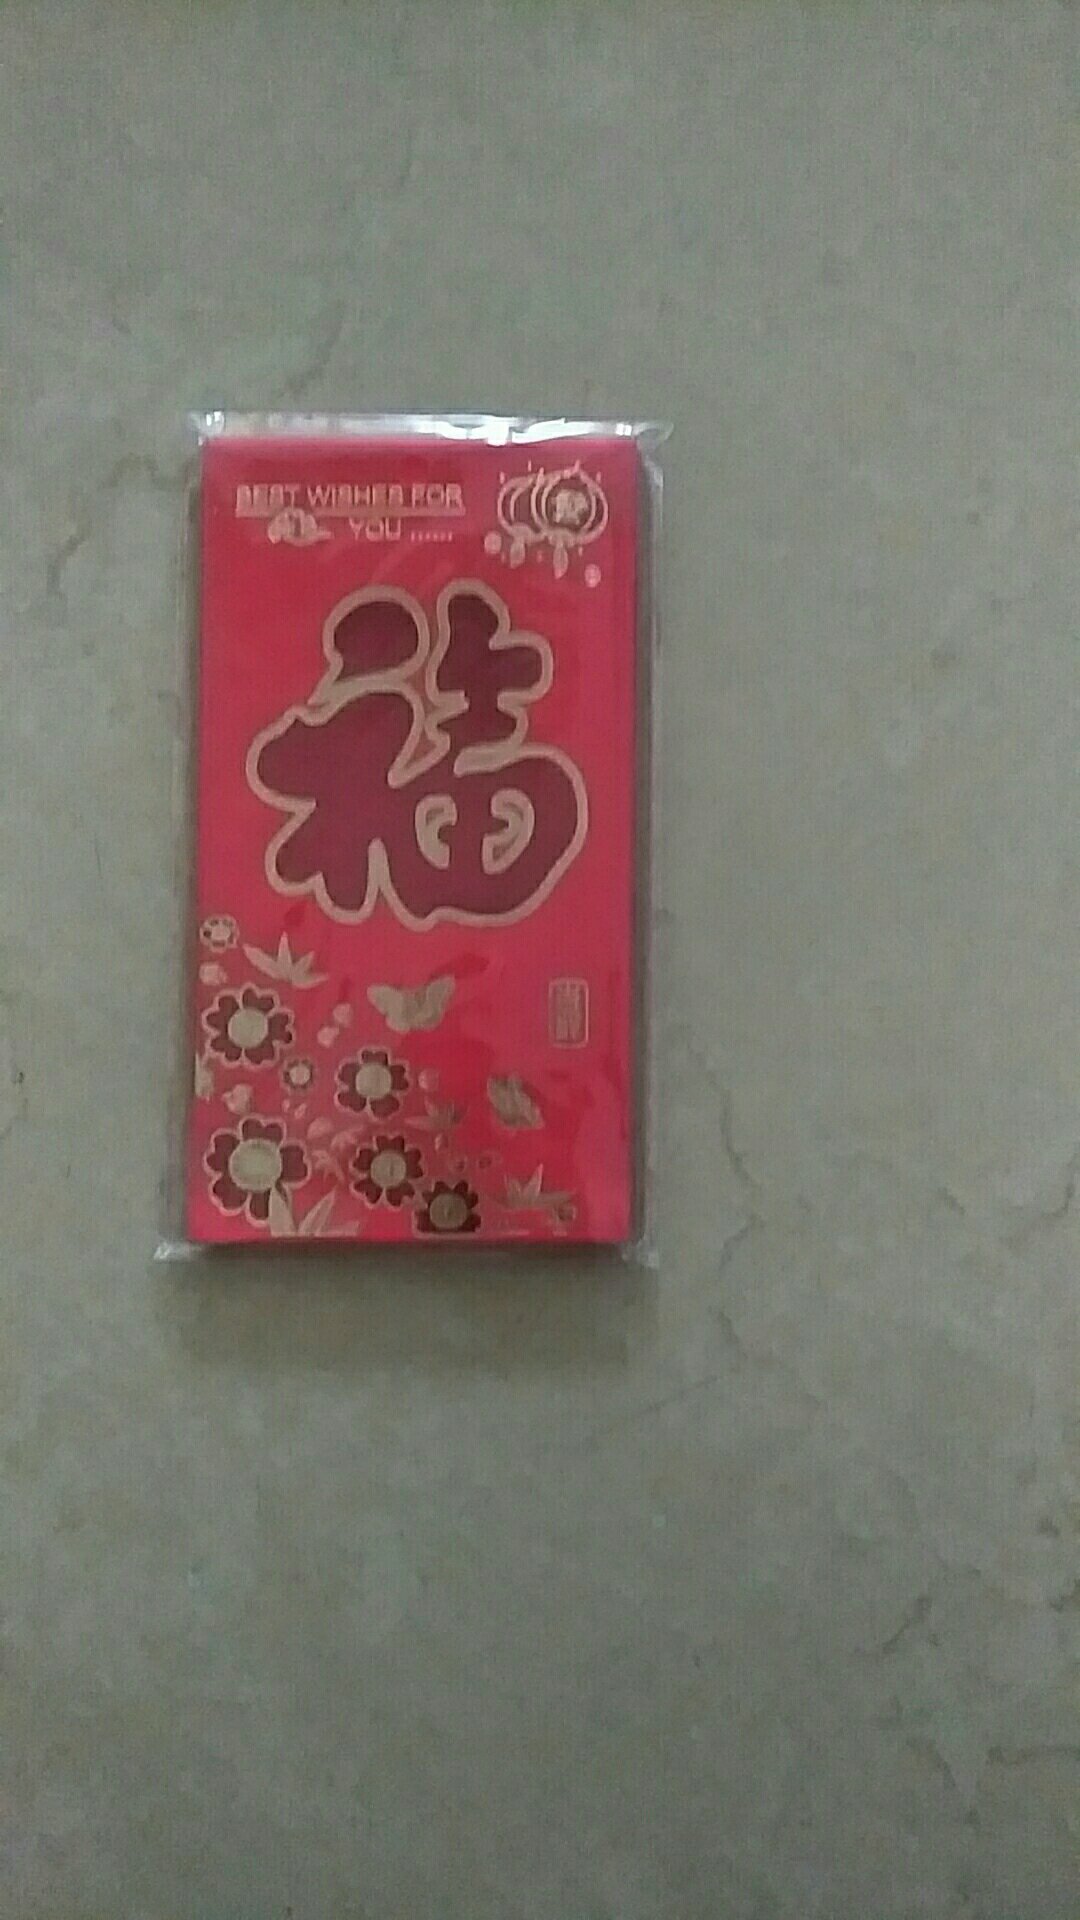 BEST WISHES FOR
YOU ......
福